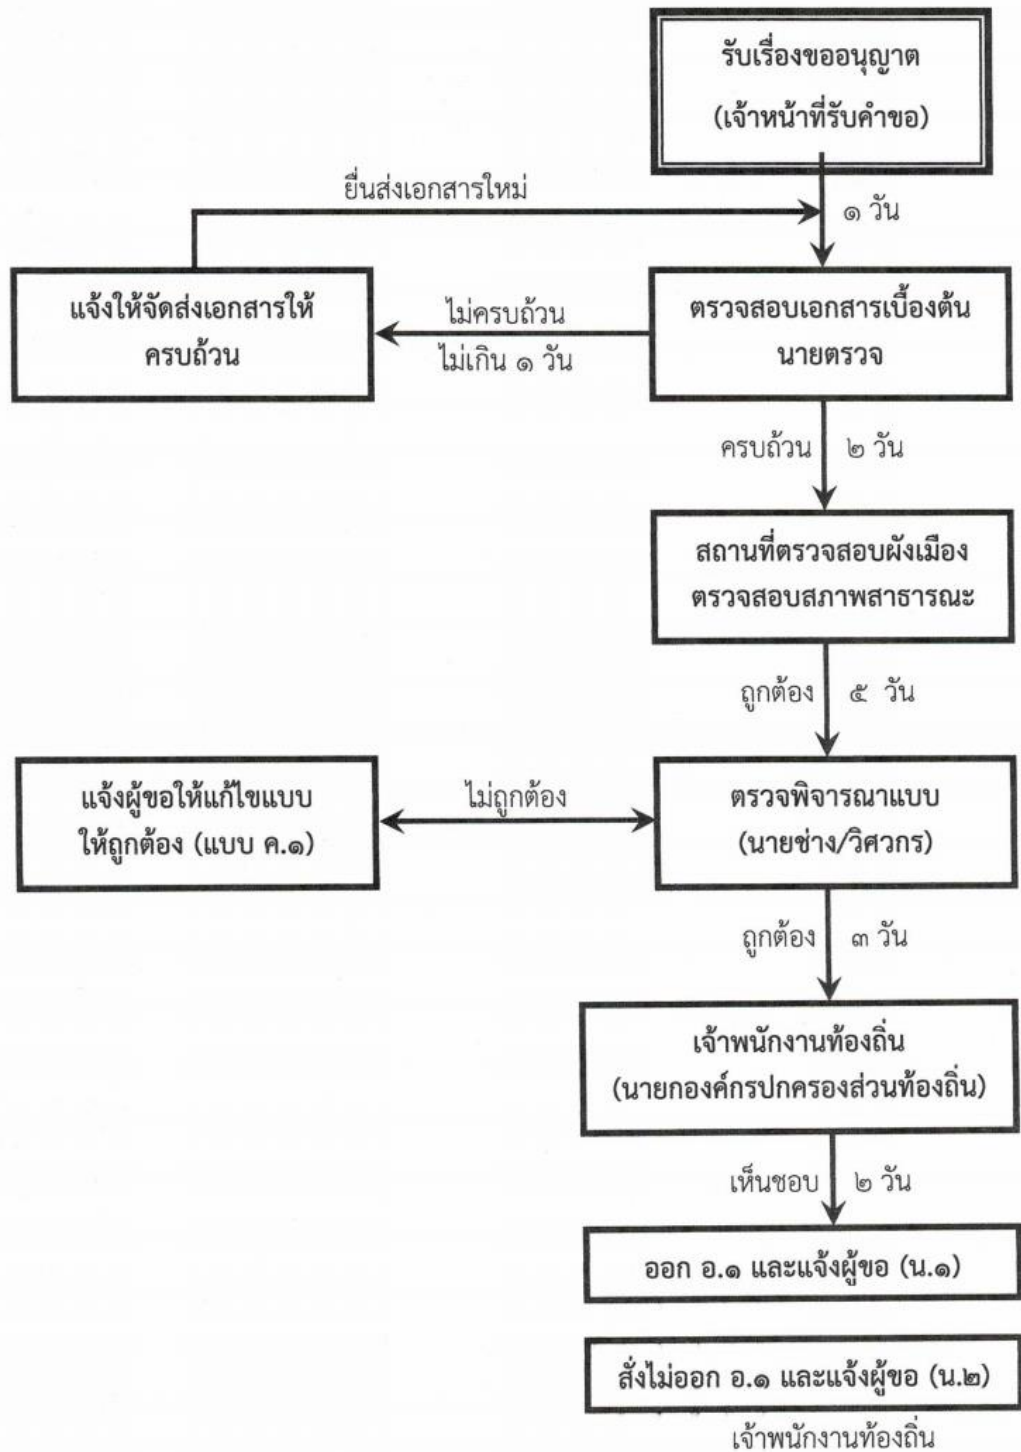 รับเรื่องขออนุญาต
(เจ้าหน้าที่รับคำขอ)
ยื่นส่งเอกสารใหม่
๑ วัน
แจ้งให้จัดส่งเอกสารให้
ครบถ้วน
ไม่ครบถ้วน
ไม่เกิน ๑ วัน
ตรวจสอบเอกสารเบื้องต้น
นายตรวจ
ครบถ้วน ๒ วัน
สถานที่ตรวจสอบผังเมือง
ตรวจสอบสภาพสาธารณะ
ถูกต้อง ๕ วัน
แจ้งผู้ขอให้แก้ไขแบบ
ให้ถูกต้อง (แบบ ค.๑)
ไม่ถูกต้อง
ตรวจพิจารณาแบบ
(นายช่าง/วิศวกร)
ถูกต้อง ๓ วัน
เจ้าพนักงานท้องถิ่น
(นายกองค์กรปกครองส่วนท้องถิ่น)
เห็นชอบ ๒ วัน
ออก อ.๑ และแจ้งผู้ขอ (น.๑)
สั่งไม่ออก อ.๑ และแจ้งผู้ขอ (น.๒)
เจ้าพนักงานท้องถิ่น